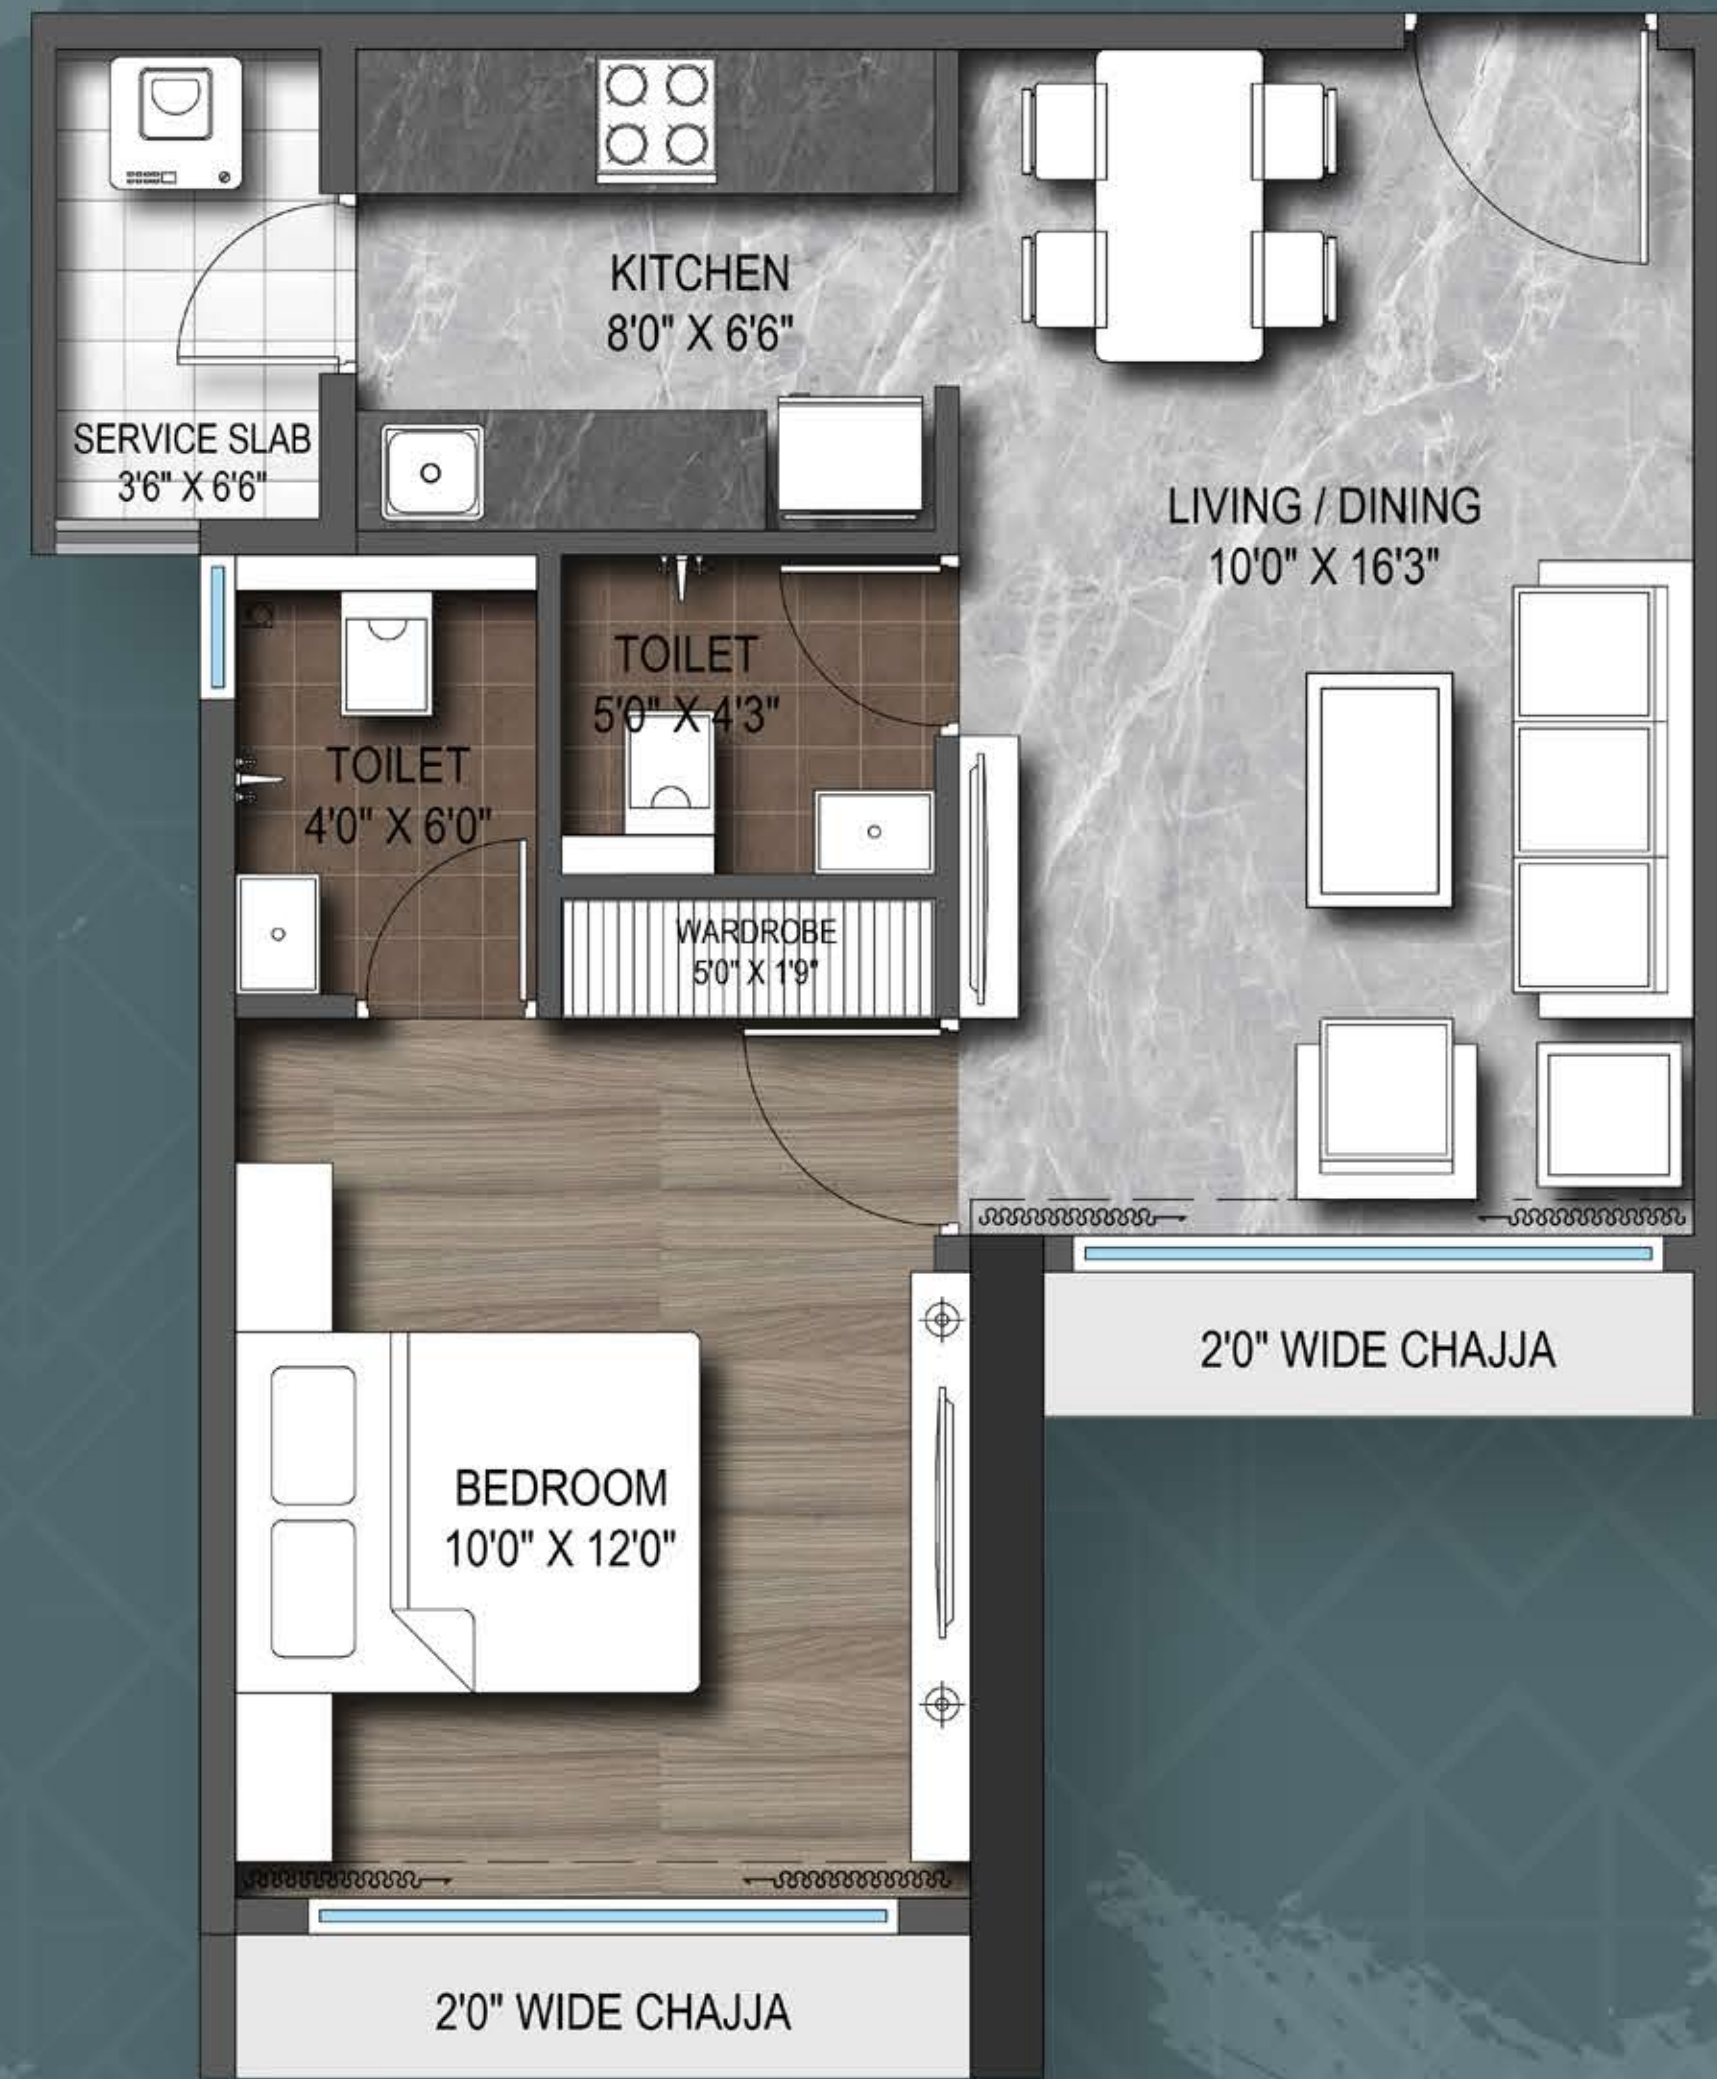 KITCHEN
8'0" X 6'6"
SERVICE SLAB
3'6" X 6'6"
LIVING / DINING
10'0" X 16'3"
TOILET
5'0" X 4'3"
TOILET
4'0" X 6'0"
WARDROBE
5'0" X 1'9"
2'0" WIDE CHAJJA
BEDROOM
10'0" X 12'0"
2'0" WIDE CHAJJA